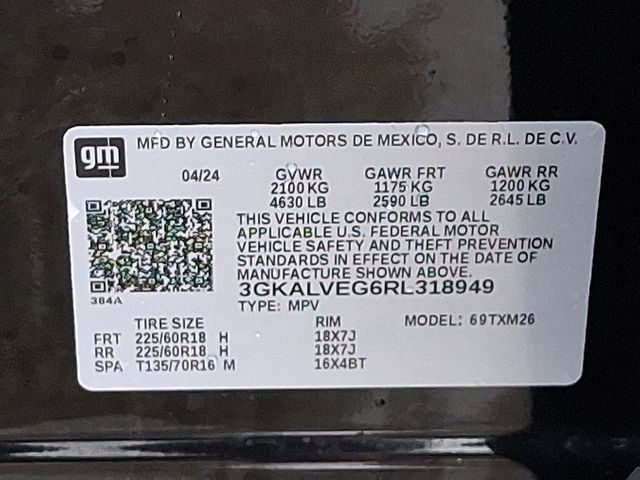 gm
MFD BY GENERAL MOTORS DE MEXICO, S. DE R.L. DE C.V.
04/24 GVWR GAWR FRT GAWR RR
2100 KG 1175 KG 1200 KG
4630 LB 2590 LB 2645 LB
THIS VEHICLE CONFORMS TO ALL
APPLICABLE U.S. FEDERAL MOTOR
VEHICLE SAFETY AND THEFT PREVENTION
STANDARDS IN EFFECT ON THE DATE OF
MANUFACTURE SHOWN ABOVE.
3GKALVEG6RL318949
364A
TYPE: MPV
TIRE SIZE RIM MODEL: 69TXM26
FRT 225/60R18 H 18X7J
RR 225/60R18 H 18X7J
SPA T135/70R16 M 16X4BT